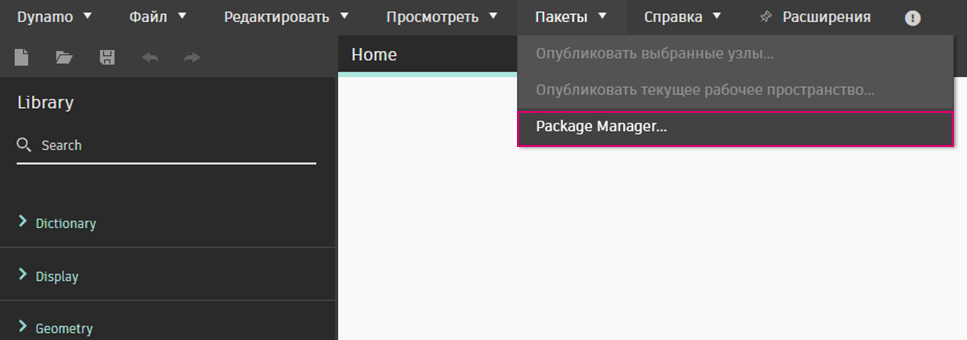 Dynamo Файл Редактировать Просмотреть Пакеты Справка Расширения
Home
Опубликовать выбранные узлы...
Опубликовать текущее рабочее пространство...
Package Manager...
Library
Search
Dictionary
Display
Geometry